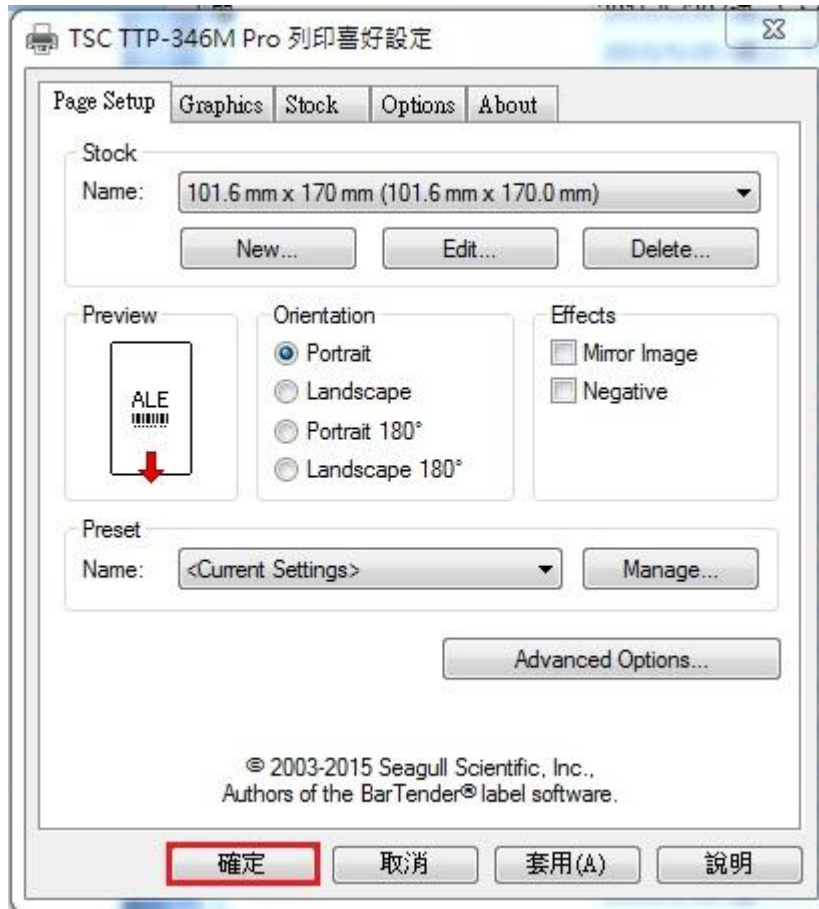 TSC TTP-346M Pro 列印喜好設定
Page Setup Graphics Stock Options About
Stock
Name: 101.6 mm x 170 mm (101.6 mm x 170.0 mm)
New... Edit... Delete...
Preview Orientation Effects
Portrait Mirror Image
ALE Landscape Negative
Portrait 180°
Landscape 180°
Preset
Name: <Current Settings> Manage...
Advanced Options...
© 2003-2015 Seagull Scientific, Inc.,
Authors of the BarTender® label software.
確定 取消 套用(A) 說明